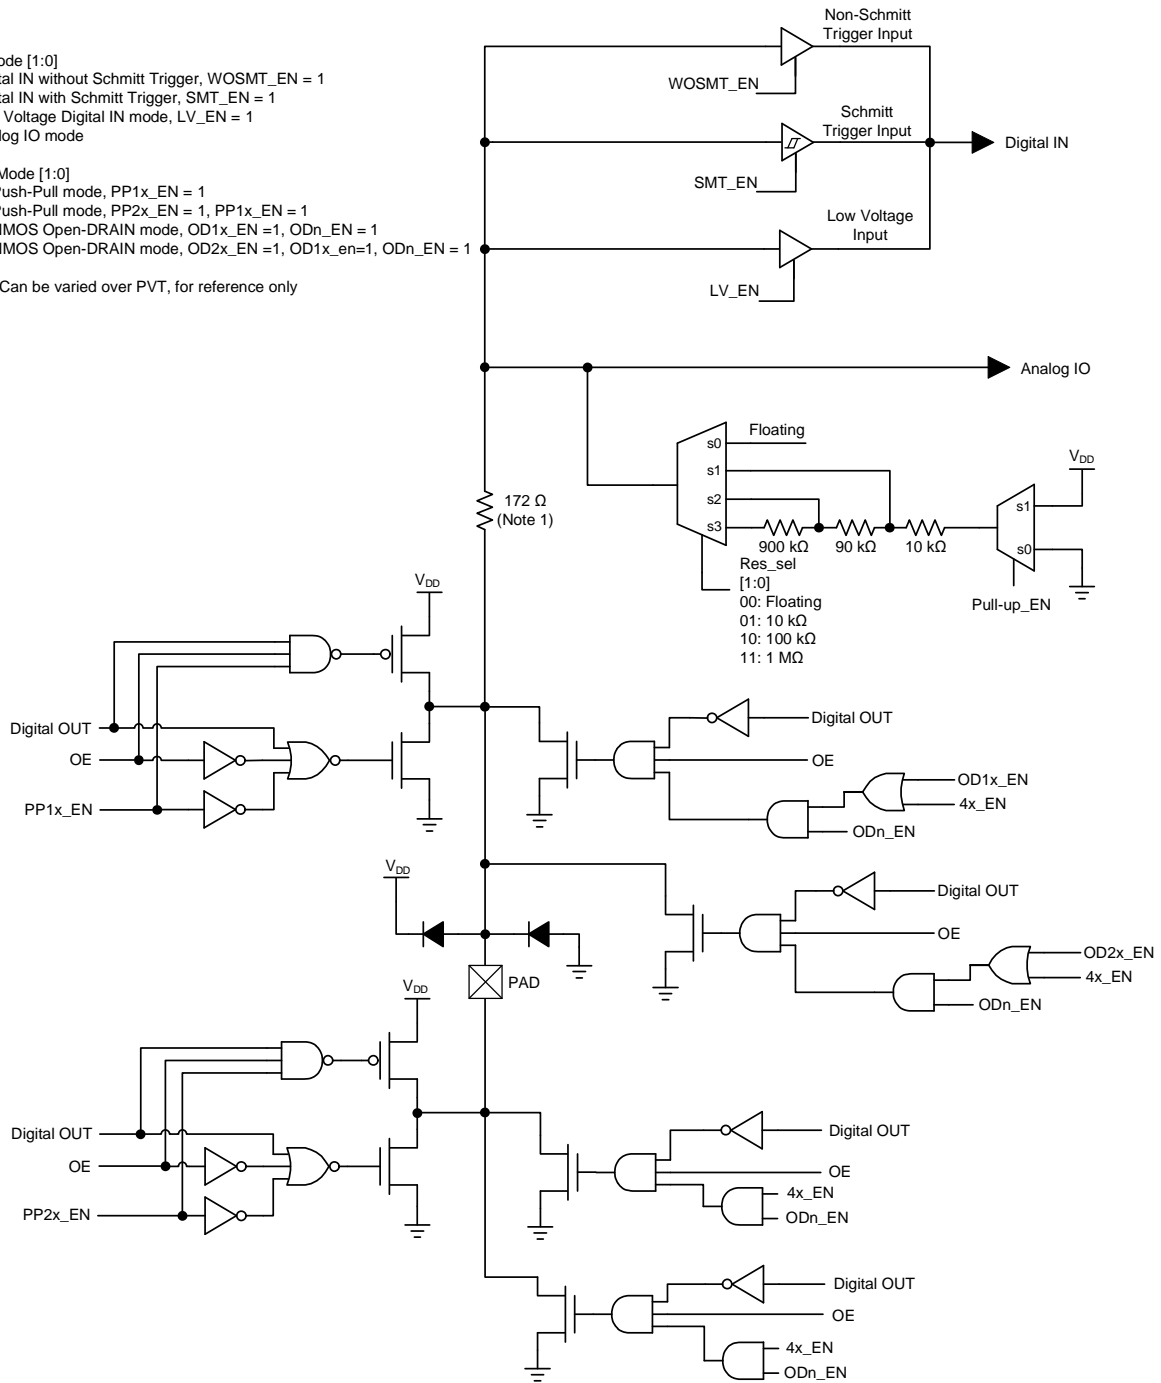 ode [1:0]
tal IN without Schmitt Trigger, WOSMT_EN = 1
tal IN with Schmitt Trigger, SMT_EN = 1
Voltage Digital IN mode, LV_EN = 1
log IO mode
Mode [1:0]
Push-Pull mode, PP1x_EN = 1
Push-Pull mode, PP2x_EN = 1, PP1x_EN = 1
NMOS Open-DRAIN mode, OD1x_EN =1, ODn_EN = 1
NMOS Open-DRAIN mode, OD2x_EN =1, OD1x_en=1, ODn_EN = 1
Can be varied over PVT, for reference only
Non-Schmitt
Trigger Input
WOSMT_EN
Schmitt
Trigger Input
Digital IN
SMT_EN
Low Voltage
Input
LV_EN
Analog IO
Floating
s0
s1
s2
s3
VDD
s1
s0
172 Ω
(Note 1)
900 kΩ
90 kΩ
10 kΩ
Res_sel
[1:0]
00: Floating
01: 10 kΩ
10: 100 kΩ
11: 1 MΩ
Pull-up_EN
VDD
Digital OUT
OE
PP1x_EN
Digital OUT
OE
OD1x_EN
4x_EN
ODn_EN
VDD
Digital OUT
OE
OD2x_EN
4x_EN
ODn_EN
PAD
VDD
Digital OUT
OE
PP2x_EN
Digital OUT
OE
4x_EN
ODn_EN
Digital OUT
OE
4x_EN
ODn_EN